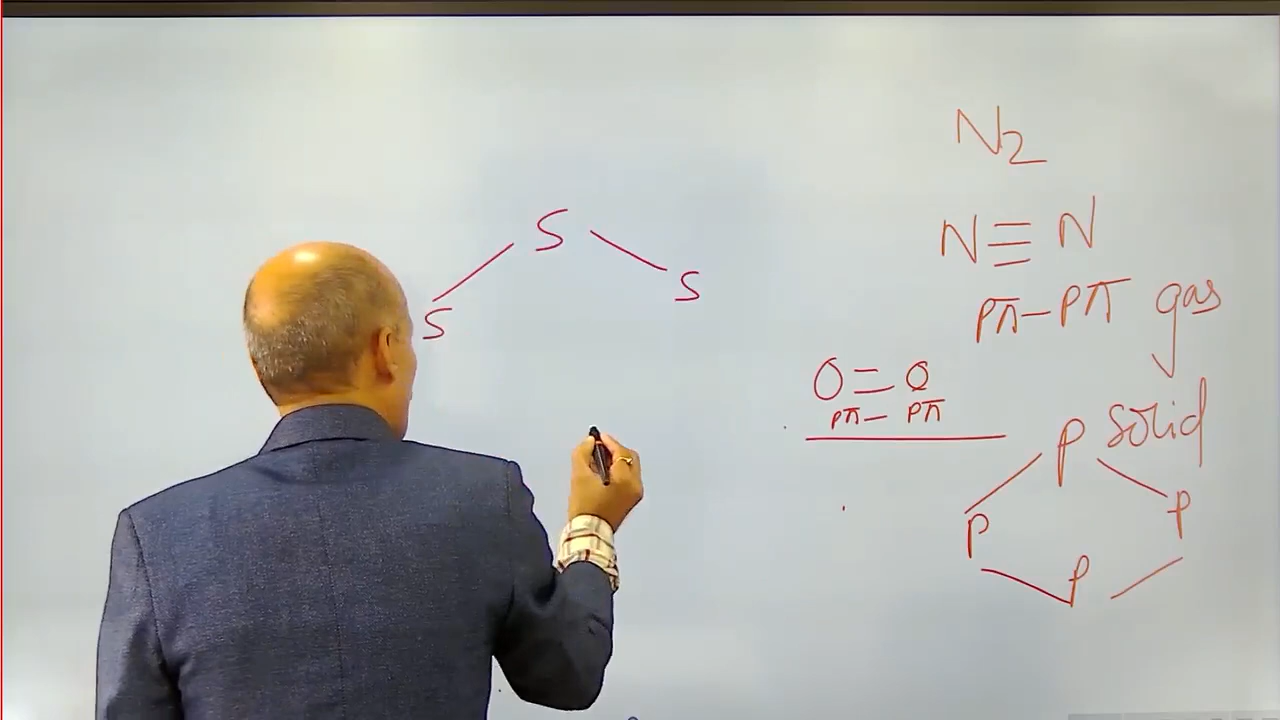 N2
N≡N
pπ-pπ gas
S
S S
O=O
pπ- pπ
P solid
P P
P